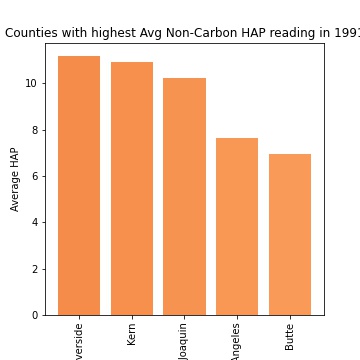 Counties with highest Avg Non-Carbon HAP reading in 1991
Average HAP
10
8
6
4
2
0
verside
Kern
Joaquin
Angeles
Butte